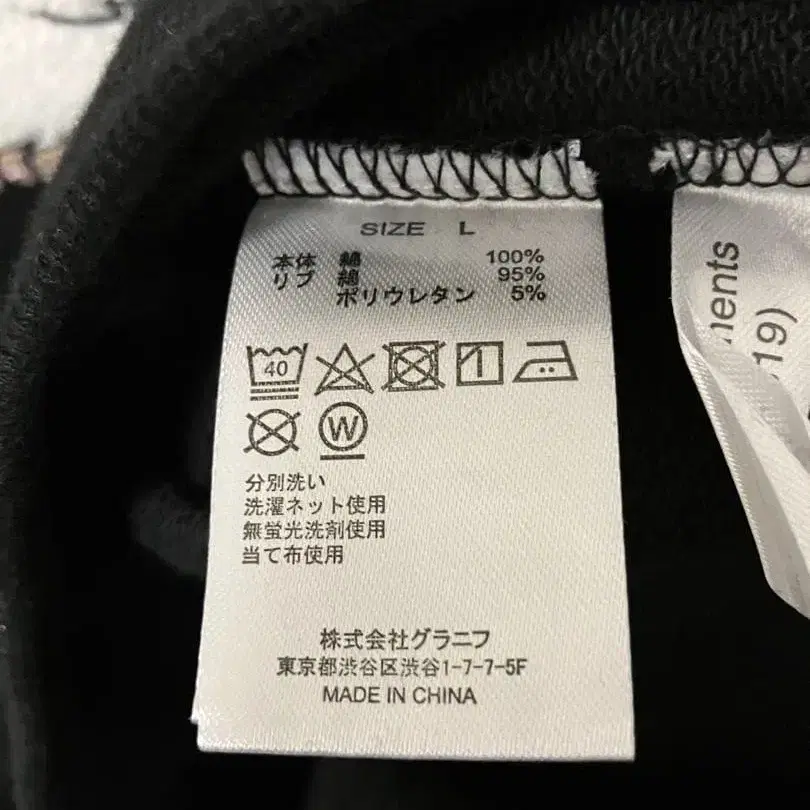 SIZE L
本体 綿 100%
リブ 綿 95%
ポリウレタン 5%
40
W
分別洗い
洗濯ネット使用
無蛍光洗剤使用
当て布使用
株式会社グラニフ
東京都渋谷区渋谷1-7-7-5F
MADE IN CHINA
ments
19)